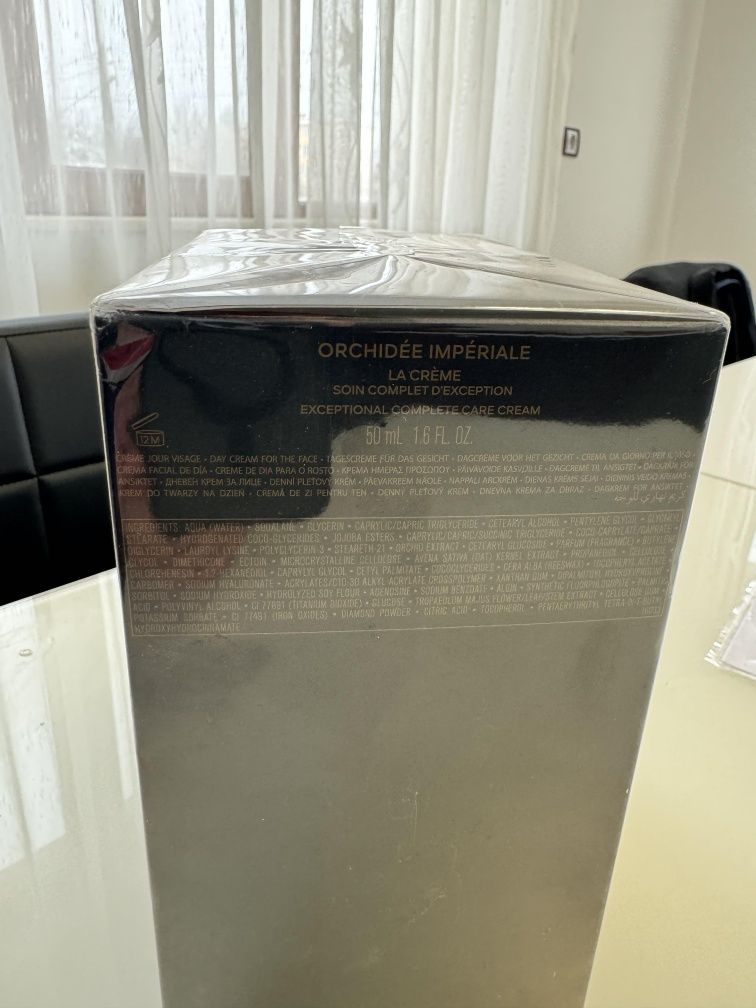 ORCHIDÉE IMPÉRIALE
LA CRÈME
SOIN COMPLET D'EXCEPTION
EXCEPTIONAL COMPLETE CARE CREAM
12M
50 mL 1.6 FL. OZ.
CRÈME JOUR VISAGE • DAY CREAM FOR THE FACE • TAGESCREME FÜR DAS GESICHT • DAGCRÈME VOOR HET GEZICHT • CREMA DA GIORNO PER IL VISO
CREMA FACIAL DE DÍA • CREME DE DIA PARA O ROSTO • ΚΡΕΜΑ ΗΜΕΡΑΣ ΠΡΟΣΩΠΟΥ • PÄIVÄVOIDE KASVOILLE • DAGCREME TIL ANSIGTET • DAGKRÄM FÖR
ANSIKTET • ДНЕВЕН КРЕМ ЗА ЛИЦЕ • DENNÍ PLEŤOVÝ KRÉM • PÄEVAKREEM NÄOLE • NAPPALI ARCKRÉM • DIENAS KRĒMS SEJAI • DIENINIS VEIDO KREMAS
KREM DO TWARZY NA DZIEŃ • CREMĂ DE ZI PENTRU TEN • DENNÝ PLEŤOVÝ KRÉM • DNEVNA KREMA ZA OBRAZ • DAGKREM FOR ANSIKTET
كريم نهاري للوجه
INGREDIENTS: AQUA (WATER) • SQUALANE • GLYCERIN • CAPRYLIC/CAPRIC TRIGLYCERIDE • CETEARYL ALCOHOL • PENTYLENE GLYCOL • GLYCERYL
STEARATE • HYDROGENATED COCO-GLYCERIDES • JOJOBA ESTERS • CAPRYLIC/CAPRIC/SUCCINIC TRIGLYCERIDE • COCO-CAPRYLATE/CAPRATE
DIGLYCERIN • LAUROYL LYSINE • POLYGLYCERIN-3 • STEARETH-21 • ORCHID EXTRACT • CETEARYL GLUCOSIDE • PARFUM (FRAGRANCE)
GLYCOL • DIMETHICONE • ECTOIN • MICROCRYSTALLINE CELLULOSE • AVENA SATIVA (OAT) KERNEL EXTRACT •
CHLORPHENESIN • 1,2-HEXANEDIOL • CAPRYLYL GLYCOL • CETYL PALMITATE • COCOGLYCERIDES • CERA ALBA (BEESWAX) •
CARBOMER • SODIUM HYALURONATE • ACRYLATES/C10-30 ALKYL ACRYLATE CROSSPOLYMER • XANTHAN GUM •
SORBITOL • SODIUM HYDROXIDE • HYDROLYZED SOY FLOUR • ADENOSINE • SODIUM BENZOATE •
ACID • POLYVINYL ALCOHOL • CI 77891 (TITANIUM DIOXIDE) • GLUCOSE • TROPAEOLUM MAJUS FLOWER/LEAF/STEM EXTRACT • CELLULOSE GUM
POTASSIUM SORBATE • CI 77491 (IRON OXIDES) • DIAMOND POWDER • CITRIC ACID • TOCOPHEROL • PENTAERYTHRITYL TETRA-DI-T-BUTYL
HYDROXYHYDROCINNAMATE